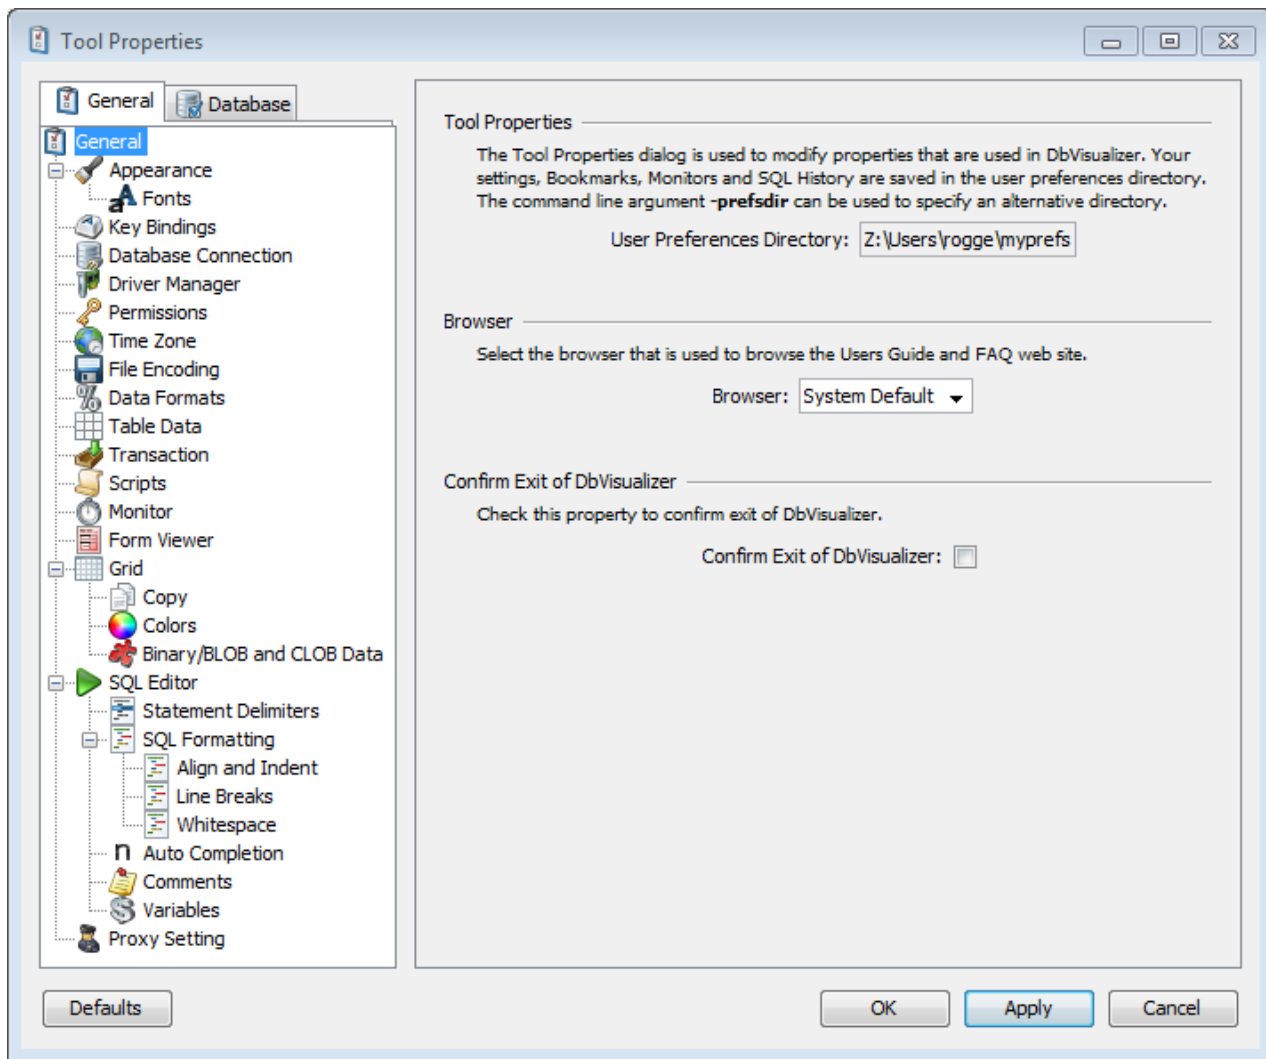 Tool Properties
General
Database
General
Appearance
Fonts
Key Bindings
Database Connection
Driver Manager
Permissions
Time Zone
File Encoding
Data Formats
Table Data
Transaction
Scripts
Monitor
Form Viewer
Grid
Copy
Colors
Binary/BLOB and CLOB Data
SQL Editor
Statement Delimiters
SQL Formatting
Align and Indent
Line Breaks
Whitespace
Auto Completion
Comments
Variables
Proxy Setting
Tool Properties
The Tool Properties dialog is used to modify properties that are used in DbVisualizer. Your
settings, Bookmarks, Monitors and SQL History are saved in the user preferences directory.
The command line argument -prefsdir can be used to specify an alternative directory.
User Preferences Directory: Z:\Users\rogge\myprefs
Browser
Select the browser that is used to browse the Users Guide and FAQ web site.
Browser: System Default
Confirm Exit of DbVisualizer
Check this property to confirm exit of DbVisualizer.
Confirm Exit of DbVisualizer:
Defaults
OK
Apply
Cancel